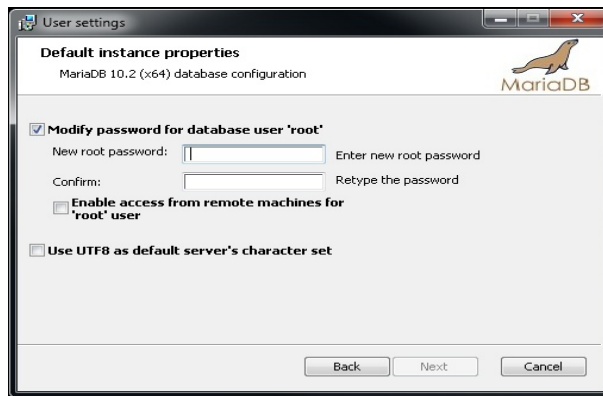 User settings
Default instance properties
MariaDB 10.2 (x64) database configuration
MariaDB
Modify password for database user 'root'
New root password:
Enter new root password
Confirm:
Retype the password
Enable access from remote machines for
'root' user
Use UTF8 as default server's character set
Back
Next
Cancel